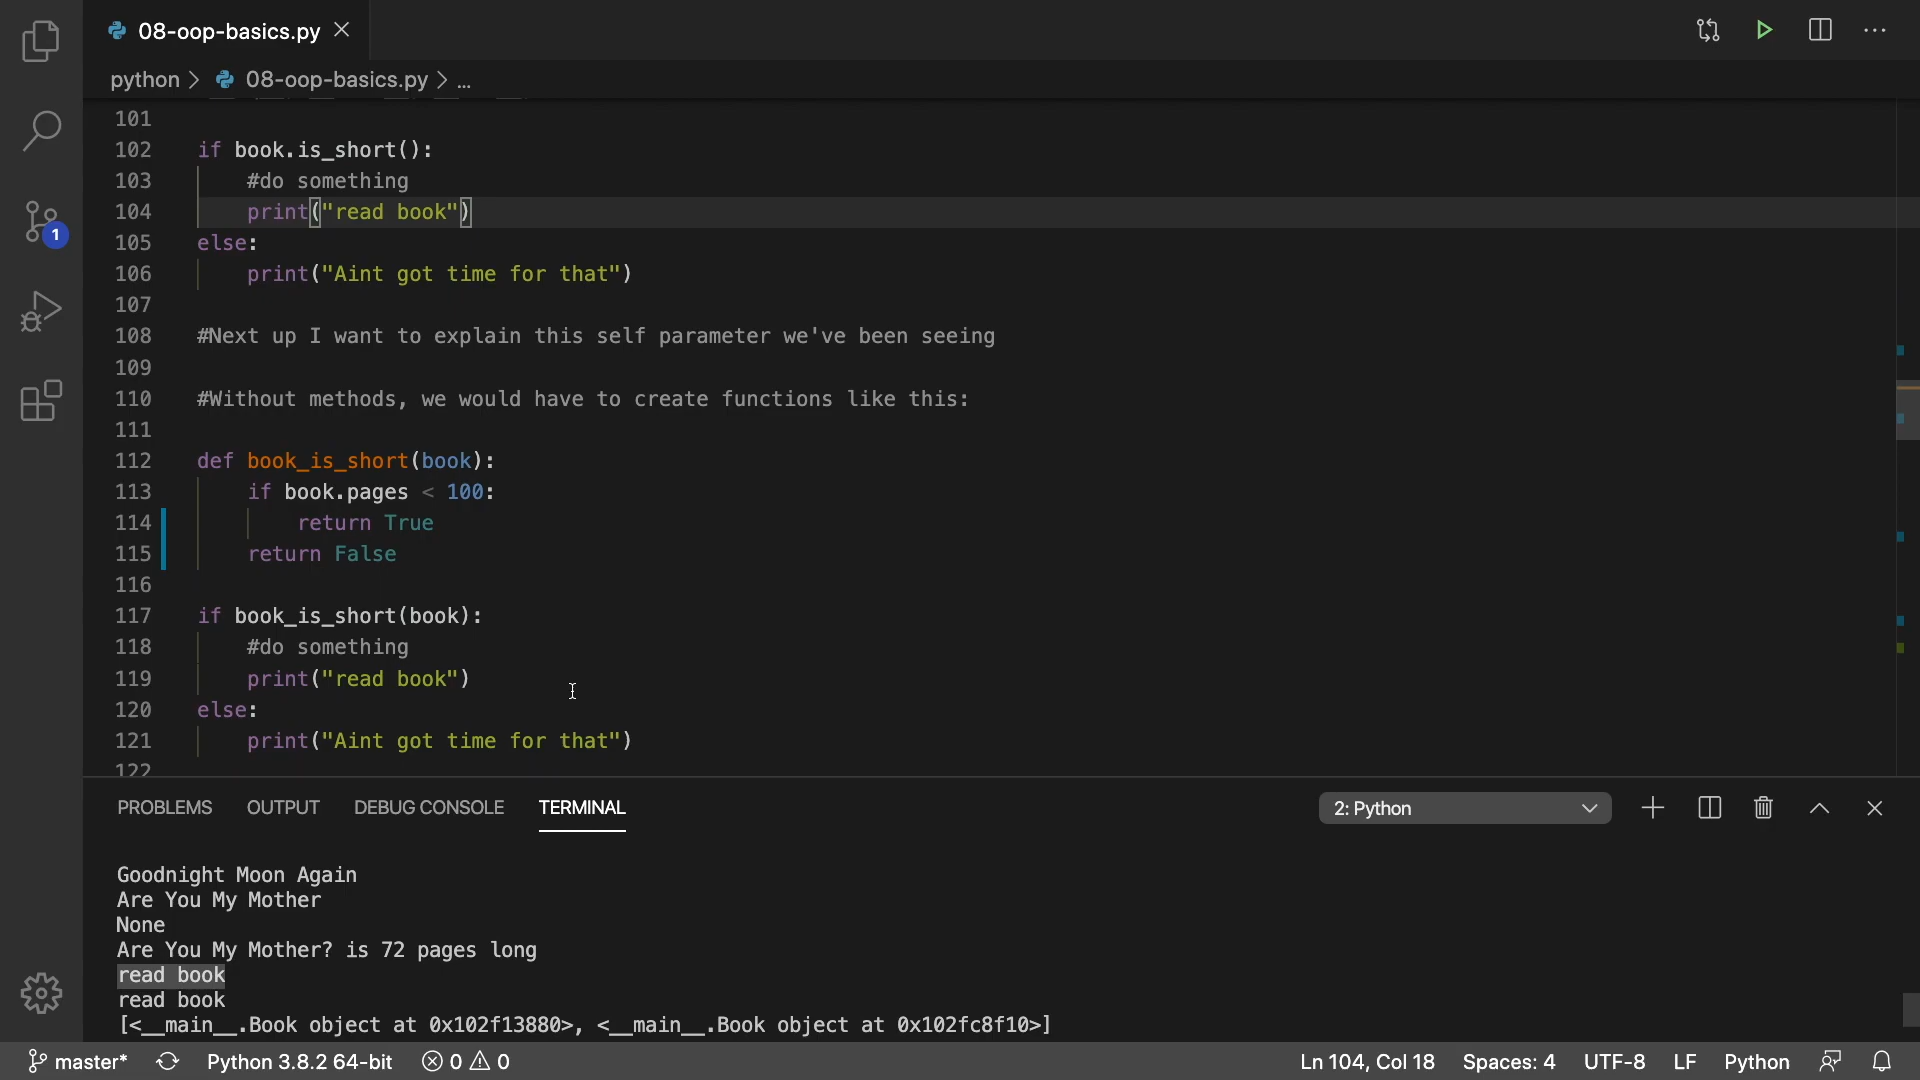 08-oop-basics.py
python > 08-oop-basics.py > ...
101
102 if book.is_short():
103 #do something
104 print("read book")
105 else:
106 print("Aint got time for that")
107
108 #Next up I want to explain this self parameter we've been seeing
109
110 #Without methods, we would have to create functions like this:
111
112 def book_is_short(book):
113 if book.pages < 100:
114 return True
115 return False
116
117 if book_is_short(book):
118 #do something
119 print("read book")
120 else:
121 print("Aint got time for that")
122
1
PROBLEMS OUTPUT DEBUG CONSOLE TERMINAL 2: Python
Goodnight Moon Again
Are You My Mother
None
Are You My Mother? is 72 pages long
read book
read book
[<__main__.Book object at 0x102f13880>, <__main__.Book object at 0x102fc8f10>]
master* Python 3.8.2 64-bit 0 0 Ln 104, Col 18 Spaces: 4 UTF-8 LF Python